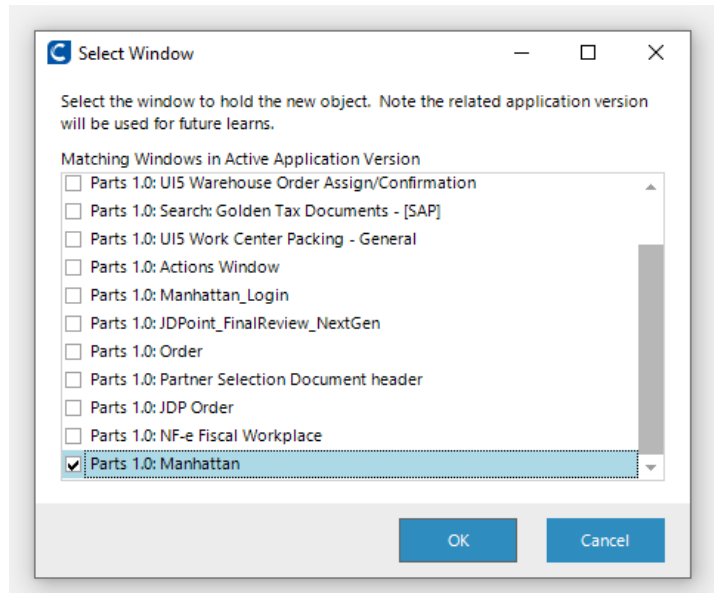 Select Window
Select the window to hold the new object. Note the related application version
will be used for future learns.
Matching Windows in Active Application Version
Parts 1.0: UI5 Warehouse Order Assign/Confirmation
Parts 1.0: Search: Golden Tax Documents - [SAP]
Parts 1.0: UI5 Work Center Packing - General
Parts 1.0: Actions Window
Parts 1.0: Manhattan_Login
Parts 1.0: JDPoint_FinalReview_NextGen
Parts 1.0: Order
Parts 1.0: Partner Selection Document header
Parts 1.0: JDP Order
Parts 1.0: NF-e Fiscal Workplace
Parts 1.0: Manhattan
OK
Cancel